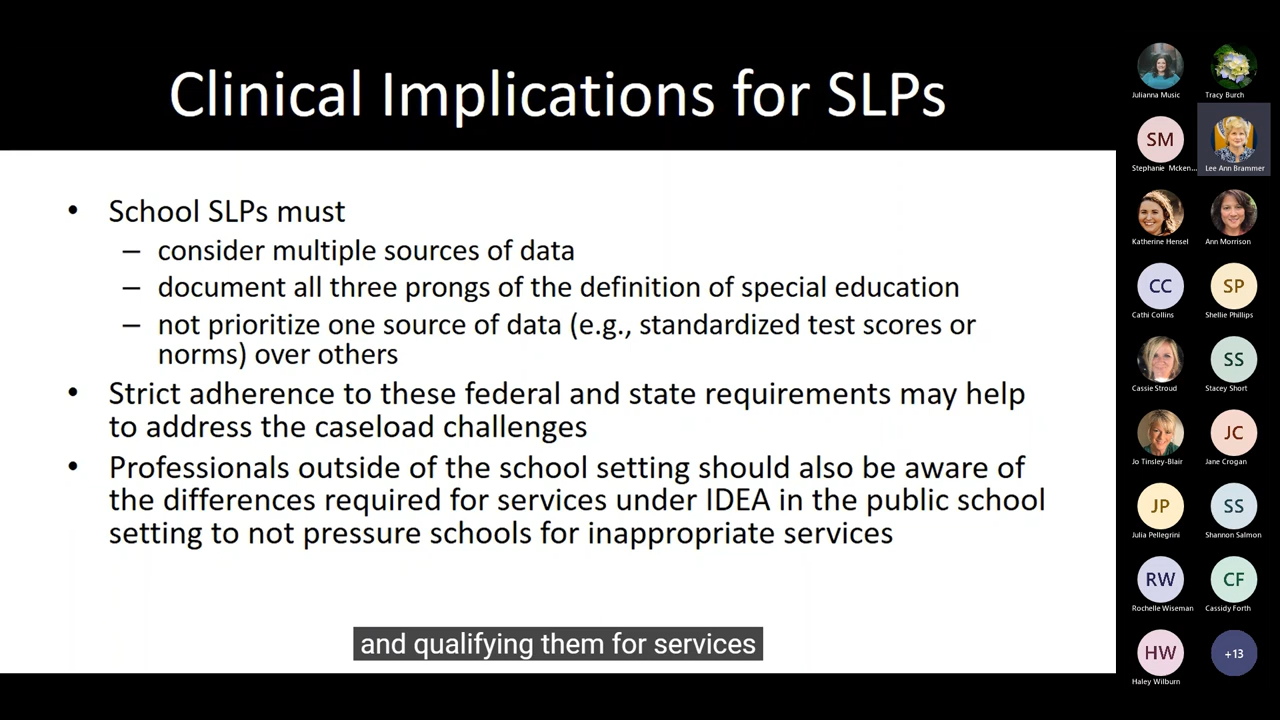 Clinical Implications for SLPs
• School SLPs must
– consider multiple sources of data
– document all three prongs of the definition of special education
– not prioritize one source of data (e.g., standardized test scores or
norms) over others
• Strict adherence to these federal and state requirements may help
to address the caseload challenges
• Professionals outside of the school setting should also be aware of
the differences required for services under IDEA in the public school
setting to not pressure schools for inappropriate services
and qualifying them for services
Julianna Music
Tracy Burch
SM
Stephanie Mcken...
Lee Ann Brammer
Katherine Hensel
Ann Morrison
CC
Cathi Collins
SP
Shellie Phillips
Cassie Stroud
SS
Stacey Short
Jo Tinsley-Blair
JC
Jane Crogan
JP
Julia Pellegrini
SS
Shannon Salmon
RW
Rochelle Wiseman
CF
Cassidy Forth
HW
Haley Wilburn
+13